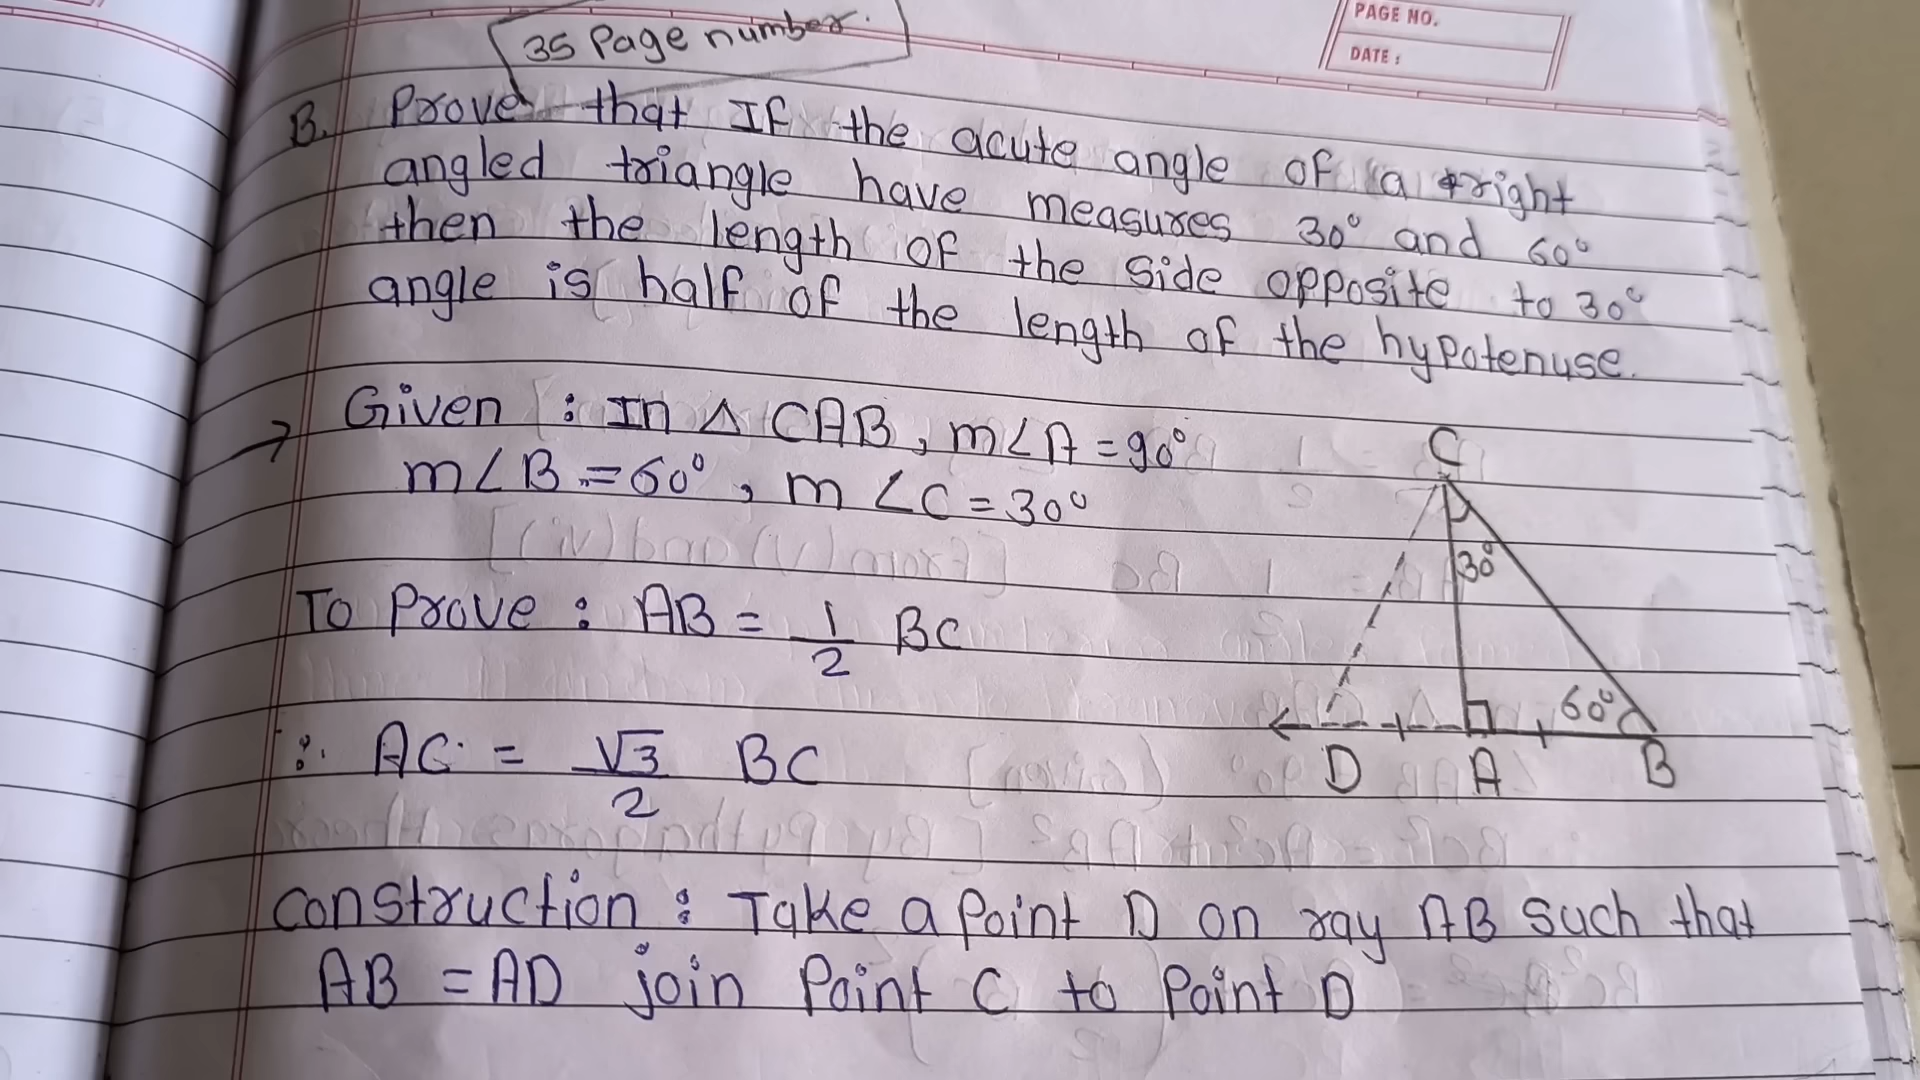 35 Page number.
PAGE NO.
DATE :
B. Prove that If the acute angle of a right
angled triangle have measures 30° and 60°
then the length of the side opposite to 30°
angle is half of the length of the hypotenuse.
→ Given : In △ CAB, m∠A = 90°
m∠B = 60°, m ∠C = 30°
To Prove : AB = 1/2 BC
∴ AC = √3/2 BC
C
30°
60°
D A B
Construction : Take a Point D on ray AB such that
AB = AD join Point C to Point D